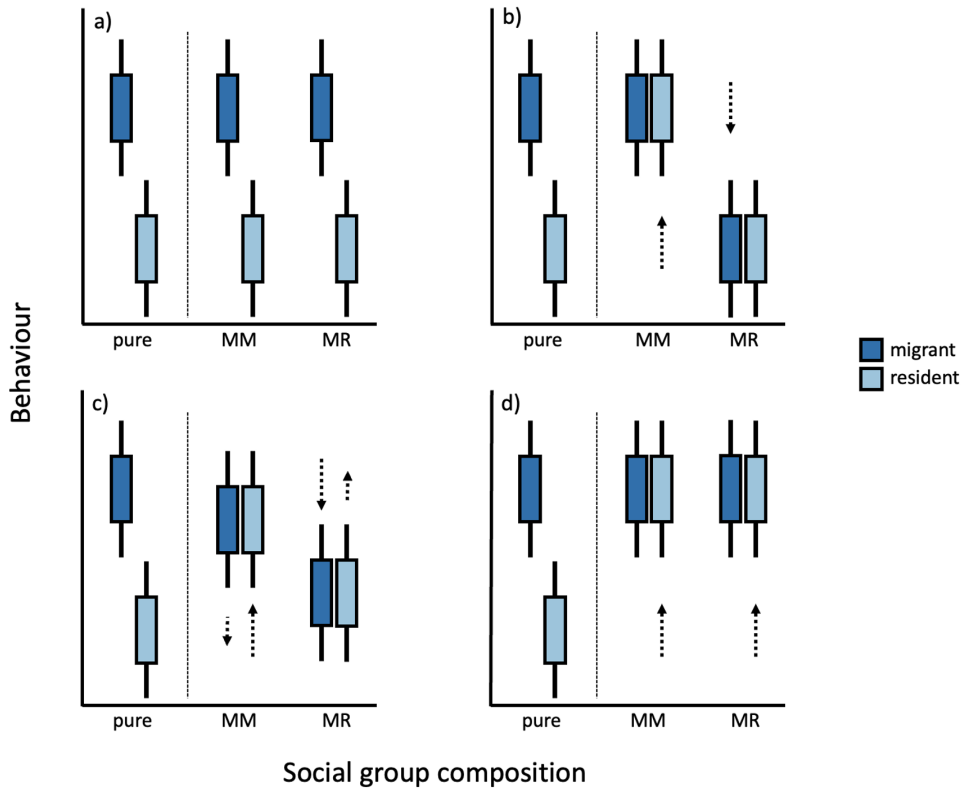 a)
pure MM MR
b)
pure MM MR
migrant
resident
c)
pure MM MR
d)
pure MM MR
Behaviour
Social group composition